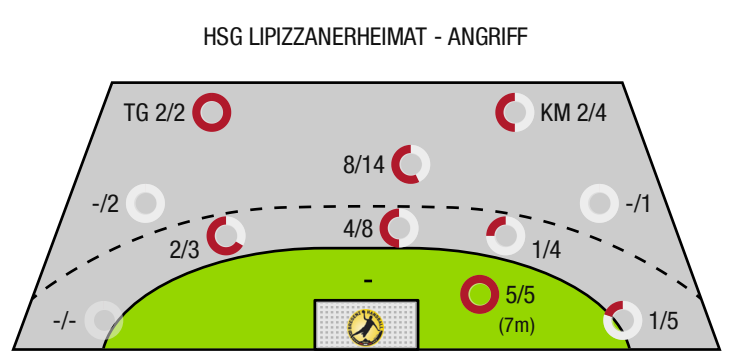 HSG LIPIZZANERHEIMAT - ANGRIFF
TG 2/2
KM 2/4
8/14
-/2
-/1
2/3
4/8
1/4
-
5/5
(7m)
-/-
1/5